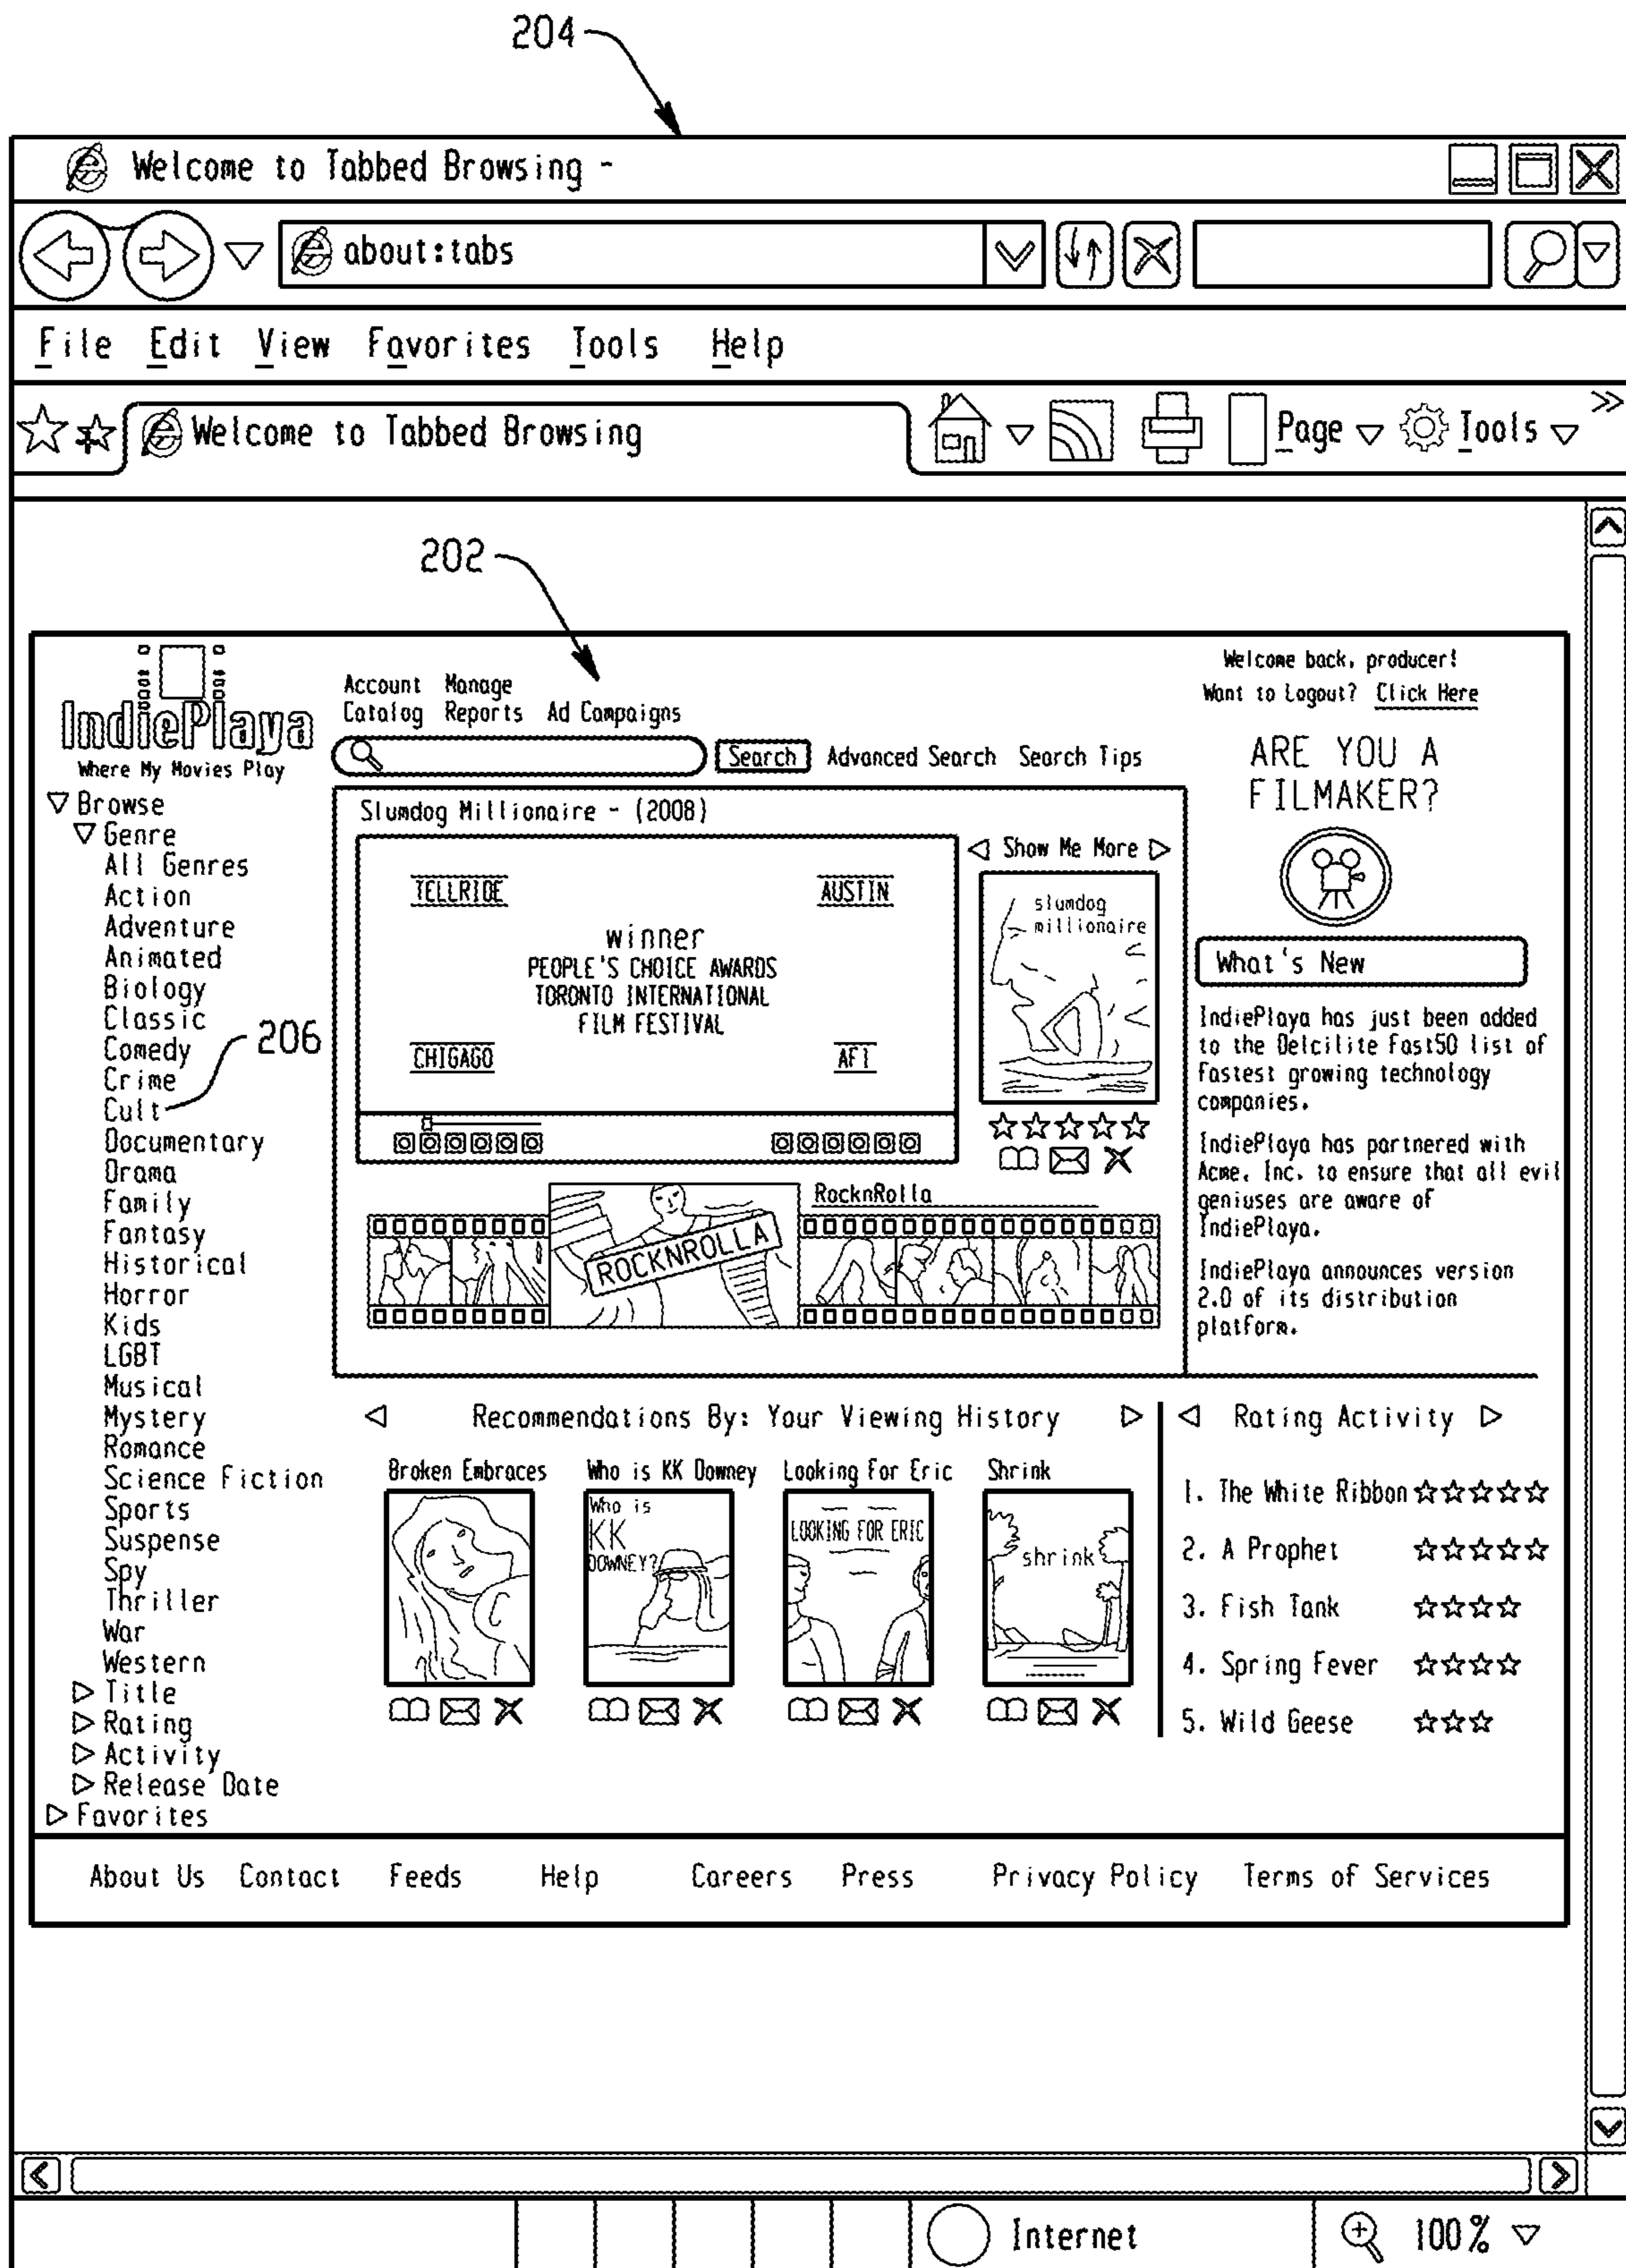 204
Welcome to Tabbed Browsing -
about:tabs
File Edit View Favorites Tools Help
Welcome to Tabbed Browsing
Page Tools
202
IndiePlaya
Where My Movies Play
Account Manage
Catalog Reports Ad Campaigns
Search Advanced Search Search Tips
Welcome back, producer!
Want to Logout? Click Here
ARE YOU A
FILMAKER?
Browse
Genre
All Genres
Action
Adventure
Animated
Biology
Classic
Comedy
Crime
Cult
206
Documentary
Drama
Family
Fantasy
Historical
Horror
Kids
LGBT
Musical
Mystery
Romance
Science Fiction
Sports
Suspense
Spy
Thriller
War
Western
Title
Rating
Activity
Release Date
Favorites
Slumdog Millionaire - (2008)
TELLRIDE
AUSTIN
winner
PEOPLE'S CHOICE AWARDS
TORONTO INTERNATIONAL
FILM FESTIVAL
CHIGAGO
AFI
Show Me More
slumdog
millionaire
RocknRolla
ROCKNROLLA
What's New
IndiePlaya has just been added
to the Delcilite Fast50 list of
fastest growing technology
companies.
IndiePlaya has partnered with
Acme, Inc. to ensure that all evil
geniuses are aware of
IndiePlaya.
IndiePlaya announces version
2.0 of its distribution
platform.
Recommendations By: Your Viewing History
Broken Embraces Who is KK Downey Looking For Eric Shrink
Who is
KK
DOWNEY?
LOOKING FOR ERIC
shrink
Rating Activity
1. The White Ribbon
2. A Prophet
3. Fish Tank
4. Spring Fever
5. Wild Geese
About Us Contact Feeds Help Careers Press Privacy Policy Terms of Services
Internet 100%